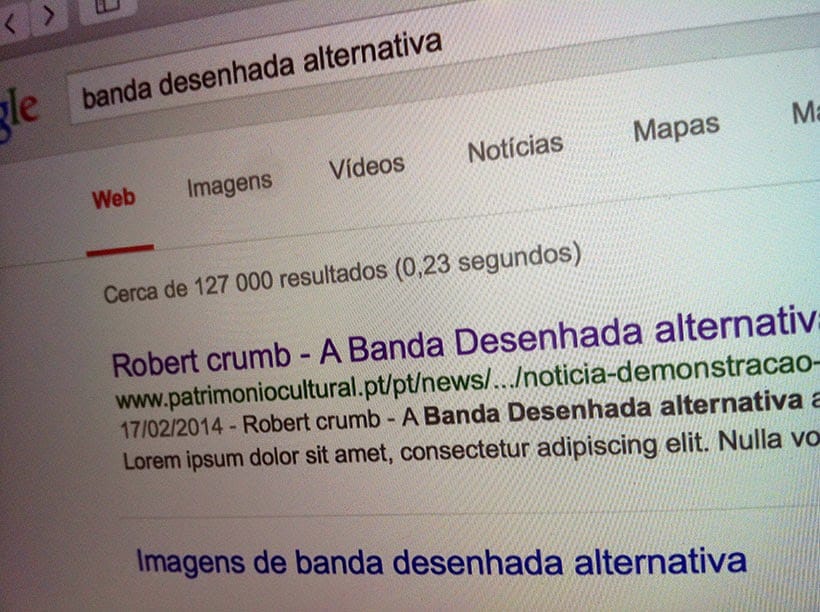 banda desenhada alternativa
Web Imagens Vídeos Notícias Mapas
Cerca de 127 000 resultados (0,23 segundos)
Robert crumb - A Banda Desenhada
www.patrimoniocultural.pt/pt/news/.../noticia-demonstracao-
17/02/2014 - Robert crumb - A Banda Desenhada alternativa a
Lorem ipsum dolor sit amet, consectetur adipiscing elit. Nulla vo
Imagens de banda desenhada alternativa